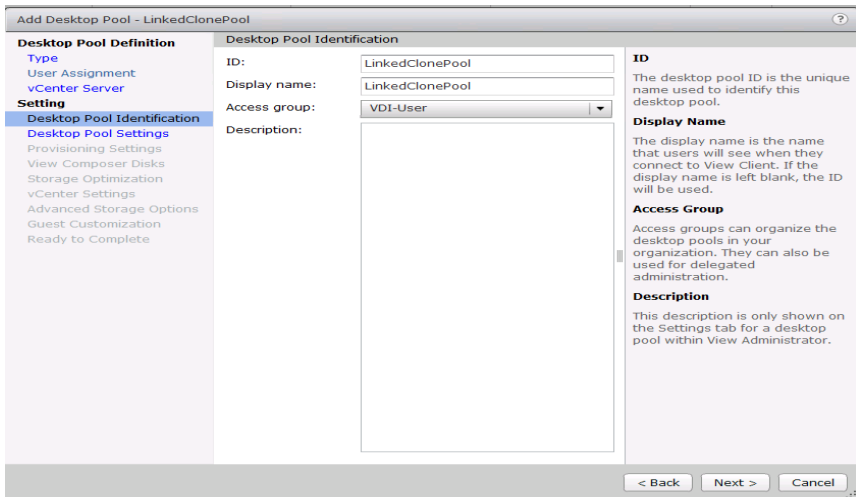 Add Desktop Pool - LinkedClonePool
?
Desktop Pool Definition
Type
User Assignment
vCenter Server
Setting
Desktop Pool Identification
Desktop Pool Settings
Provisioning Settings
View Composer Disks
Storage Optimization
vCenter Settings
Advanced Storage Options
Guest Customization
Ready to Complete
Desktop Pool Identification
ID:
LinkedClonePool
Display name:
LinkedClonePool
Access group:
VDI-User
Description:
ID
The desktop pool ID is the unique
name used to identify this
desktop pool.
Display Name
The display name is the name
that users will see when they
connect to View Client. If the
display name is left blank, the ID
will be used.
Access Group
Access groups can organize the
desktop pools in your
organization. They can also be
used for delegated
administration.
Description
This description is only shown on
the Settings tab for a desktop
pool within View Administrator.
< Back
Next >
Cancel